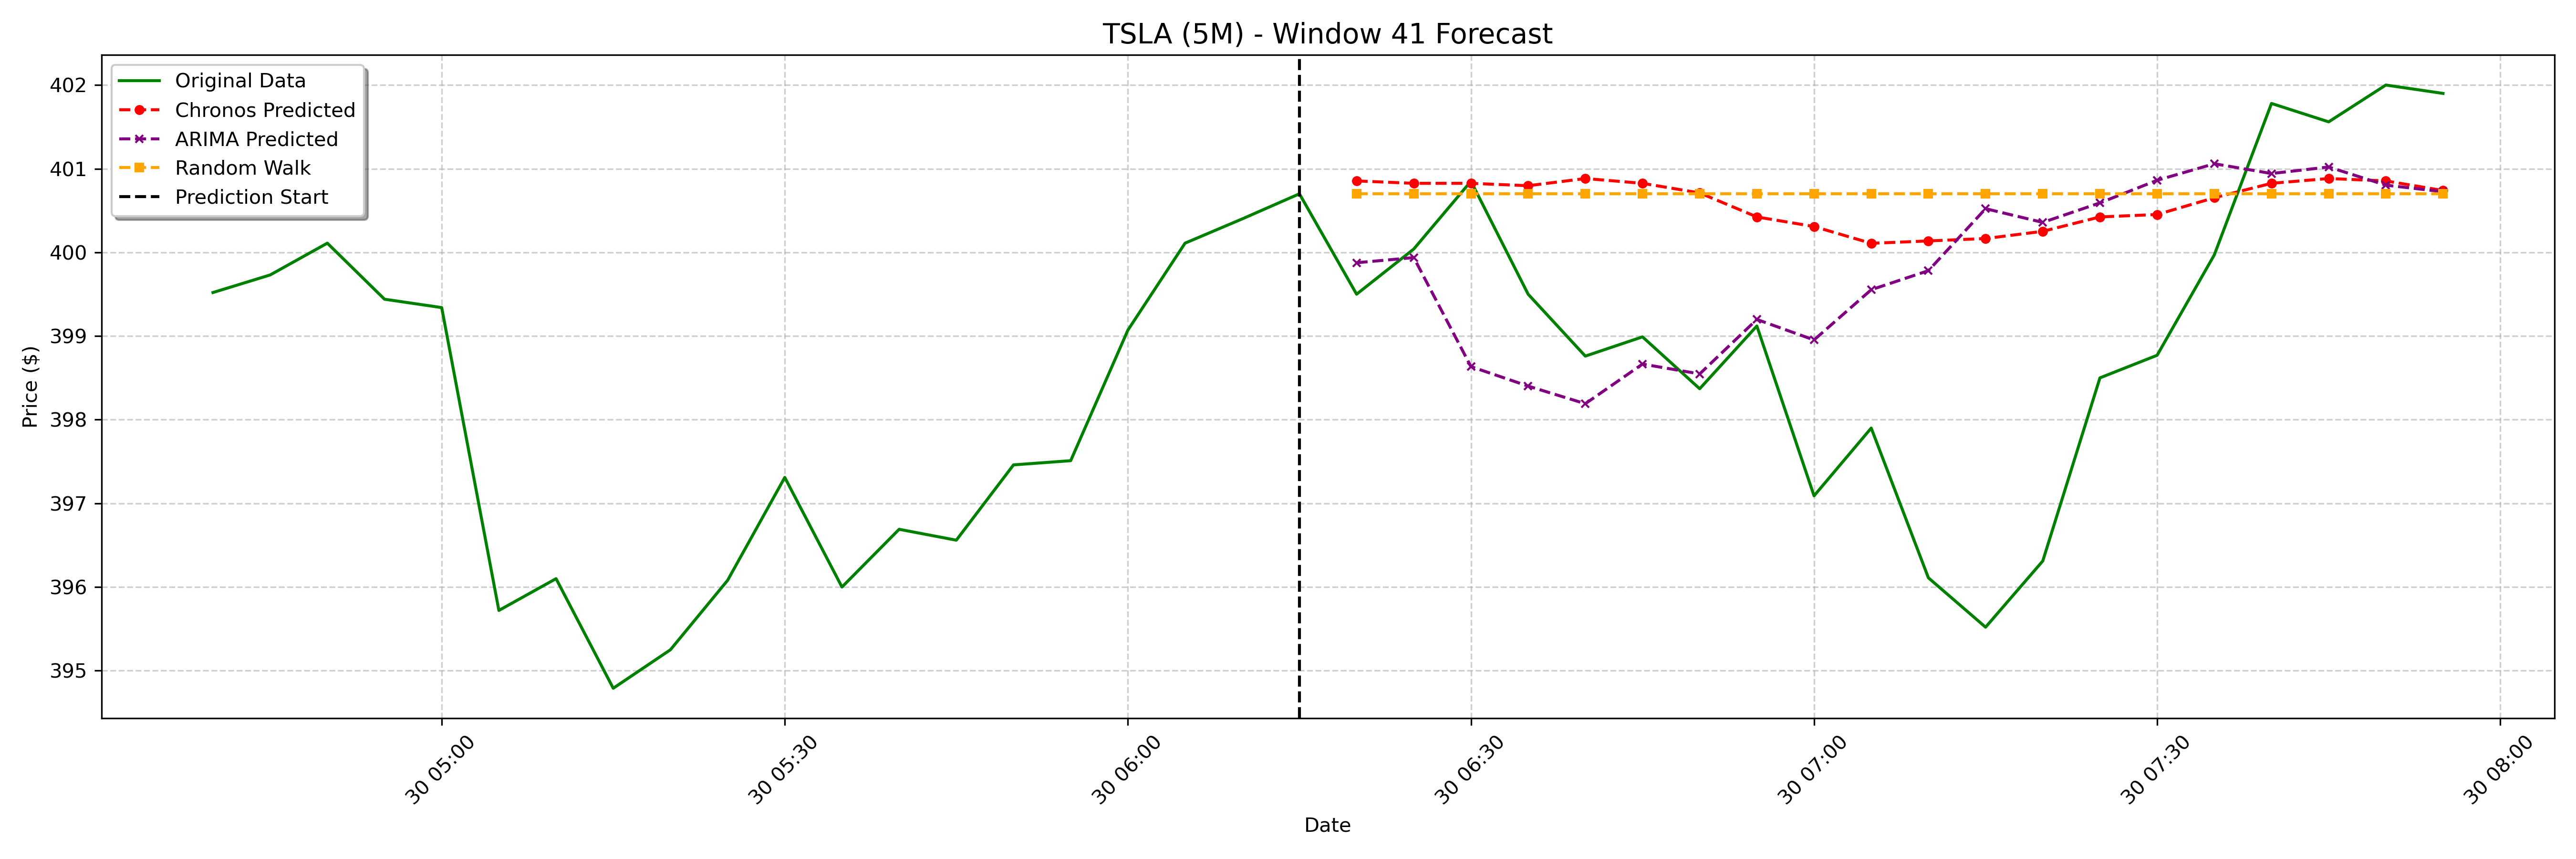 TSLA (5M) - Window 41 Forecast
Original Data
Chronos Predicted
ARIMA Predicted
Random Walk
Prediction Start
402
401
400
399
398
397
396
395
Price ($)
30 05:00
30 05:30
30 06:00
30 06:30
30 07:00
30 07:30
30 08:00
Date